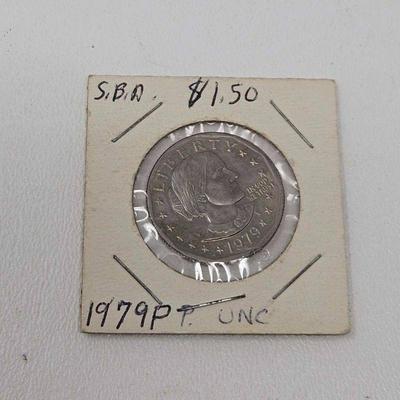 S.B.A. $1.50
LIBERTY
IN GOD
WE TRUST
1979
1979P P. UNC